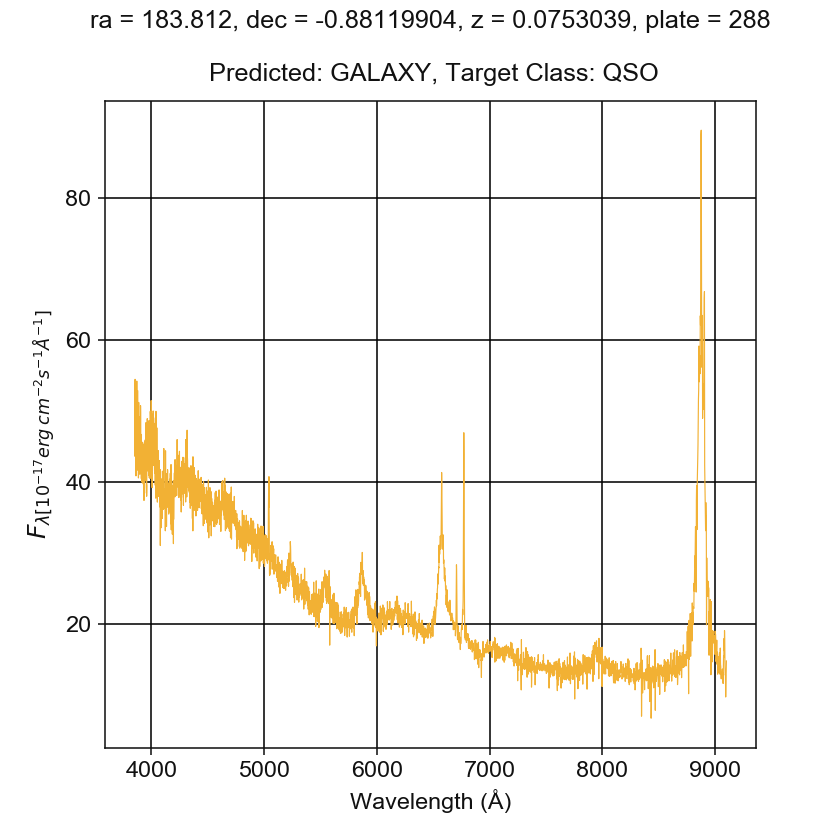 ra = 183.812, dec = -0.88119904, z = 0.0753039, plate = 288
Predicted: GALAXY, Target Class: QSO
F_λ[10^{-17} erg cm^{-2}s^{-1}Å^{-1}]
80
60
40
20
4000 5000 6000 7000 8000 9000
Wavelength (Å)